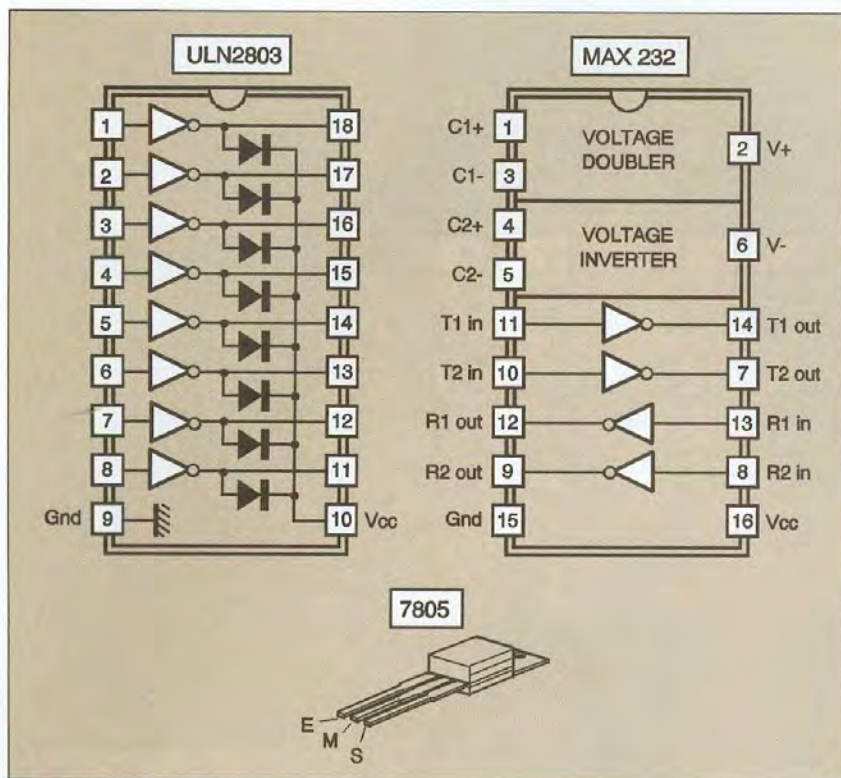 ULN2803
1 18
2 17
3 16
4 15
5 14
6 13
7 12
8 11
Gnd 9 10 Vcc
MAX 232
C1+ 1
VOLTAGE
DOUBLER
2 V+
C1- 3
C2+ 4
VOLTAGE
INVERTER
6 V-
C2- 5
T1 in 11 14 T1 out
T2 in 10 7 T2 out
R1 out 12 13 R1 in
R2 out 9 8 R2 in
Gnd 15 16 Vcc
7805
E
M
S